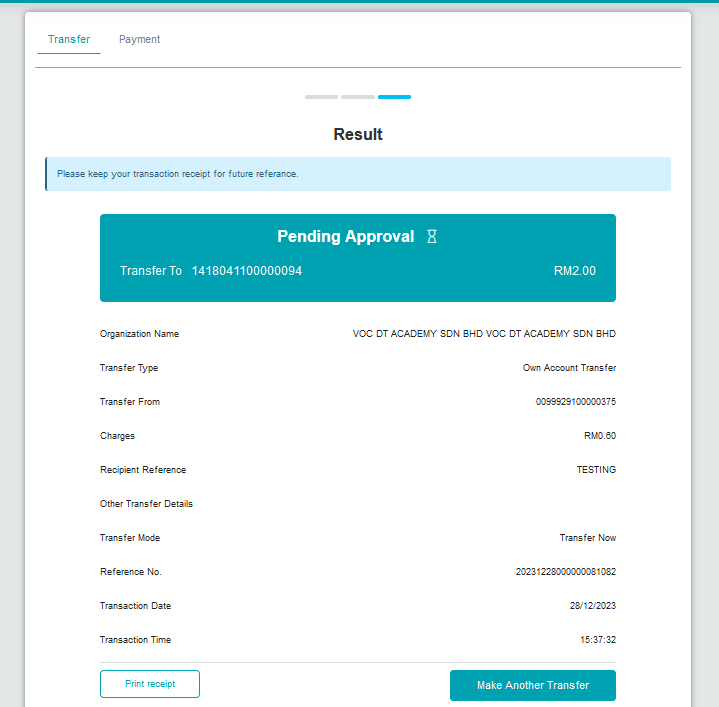 Transfer Payment
Result
Please keep your transaction receipt for future referance.
Pending Approval
Transfer To 1418041100000094 RM2.00
Organization Name VOC DT ACADEMY SDN BHD VOC DT ACADEMY SDN BHD
Transfer Type Own Account Transfer
Transfer From 0099929100000375
Charges RM0.60
Recipient Reference TESTING
Other Transfer Details
Transfer Mode Transfer Now
Reference No. 20231228000000081082
Transaction Date 28/12/2023
Transaction Time 15:37:32
Print receipt Make Another Transfer